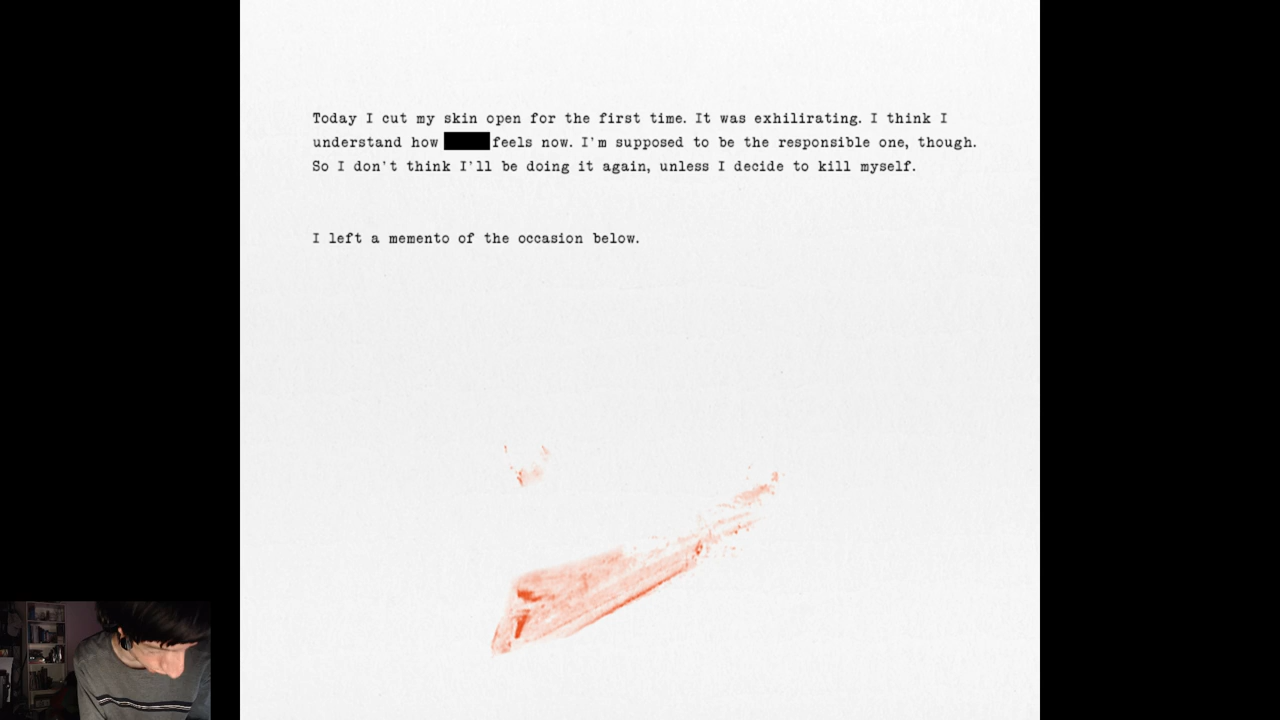 Today I cut my skin open for the first time. It was exhilirating. I think I
understand how feels now. I'm supposed to be the responsible one, though.
So I don't think I'll be doing it again, unless I decide to kill myself.
I left a memento of the occasion below.